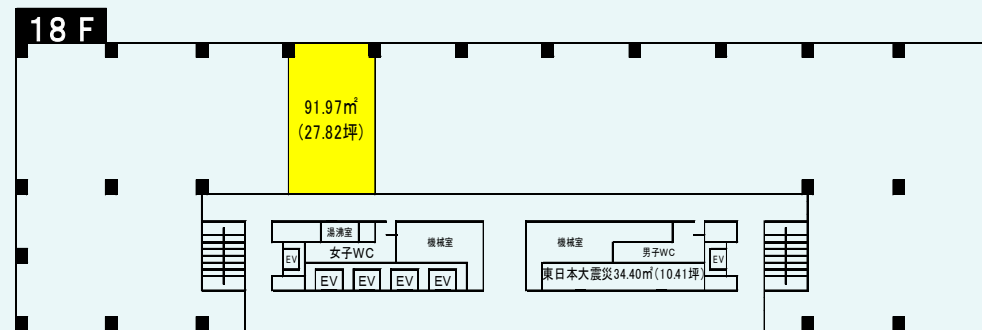 18 F
91.97㎡
(27.82坪)
湯沸室
女子WC
機械室
機械室
男子WC
EV
EV
東日本大震災34.40㎡(10.41坪)
EV
EV
EV
EV